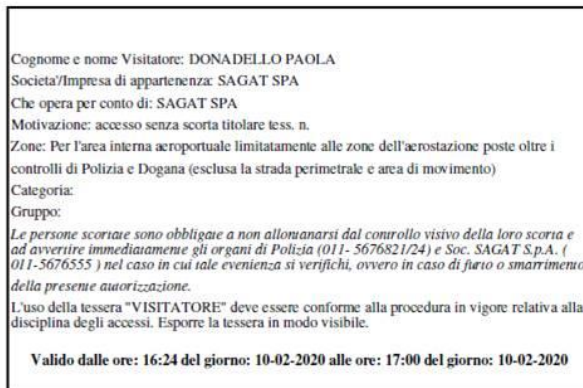 Cognome e nome Visitatore: DONADELLO PAOLA
Societa'/Impresa di appartenenza: SAGAT SPA
Che opera per conto di: SAGAT SPA
Motivazione: accesso senza scorta titolare tess. n.
Zone: Per l'area interna aeroportuale limitatamente alle zone dell'aerostazione poste oltre i
controlli di Polizia e Dogana (esclusa la strada perimetrale e area di movimento)
Categoria:
Gruppo:
Le persone scortate sono obbligate a non allontanarsi dal controllo visivo della loro scorta e
ad avvertire immediatamente gli organi di Polizia (011- 5676821/24) e Soc. SAGAT S.p.A. (
011-5676555 ) nel caso in cui tale evenienza si verifichi, ovvero in caso di furto o smarrimento
della presente autorizzazione.
L'uso della tessera "VISITATORE" deve essere conforme alla procedura in vigore relativa alla
disciplina degli accessi. Esporre la tessera in modo visibile.
Valido dalle ore: 16:24 del giorno: 10-02-2020 alle ore: 17:00 del giorno: 10-02-2020